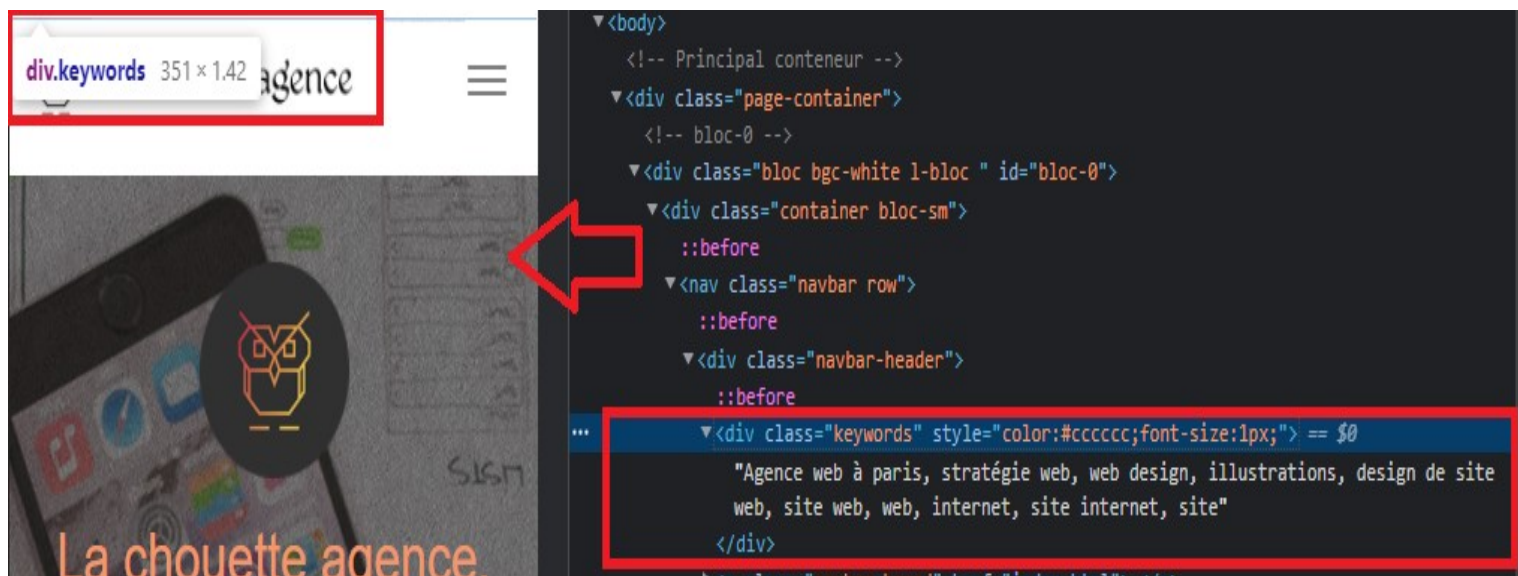 div.keywords 351 × 1.42
agence
La chouette agence.
▼<body>
<!-- Principal conteneur -->
▼<div class="page-container">
<!-- bloc-0 -->
▼<div class="bloc bgc-white l-bloc " id="bloc-0">
▼<div class="container bloc-sm">
::before
▼<nav class="navbar row">
::before
▼<div class="navbar-header">
::before
▼<div class="keywords" style="color:#cccccc;font-size:1px;"> == $0
"Agence web à paris, stratégie web, web design, illustrations, design de site
web, site web, web, internet, site internet, site"
</div>